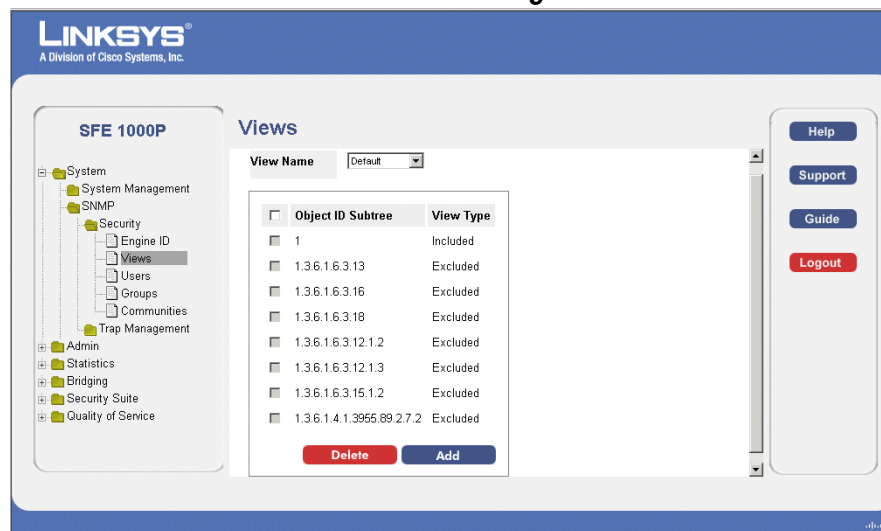 LINKSYS®
A Division of Cisco Systems, Inc.
SFE 1000P
System
System Management
SNMP
Security
Engine ID
Views
Users
Groups
Communities
Trap Management
Admin
Statistics
Bridging
Security Suite
Quality of Service
Views
View Name Default
Object ID Subtree View Type
1 Included
1.3.6.1.6.3.13 Excluded
1.3.6.1.6.3.16 Excluded
1.3.6.1.6.3.18 Excluded
1.3.6.1.6.3.12.1.2 Excluded
1.3.6.1.6.3.12.1.3 Excluded
1.3.6.1.6.3.15.1.2 Excluded
1.3.6.1.4.1.3955.89.2.7.2 Excluded
Delete Add
Help
Support
Guide
Logout